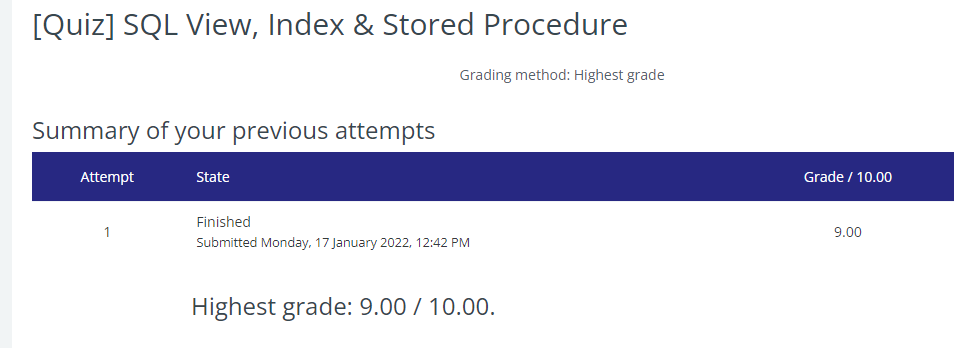 [Quiz] SQL View, Index & Stored Procedure
Grading method: Highest grade
Summary of your previous attempts
Attempt State Grade / 10.00
Finished
1 9.00
Submitted Monday, 17 January 2022, 12:42 PM
Highest grade: 9.00 / 10.00.